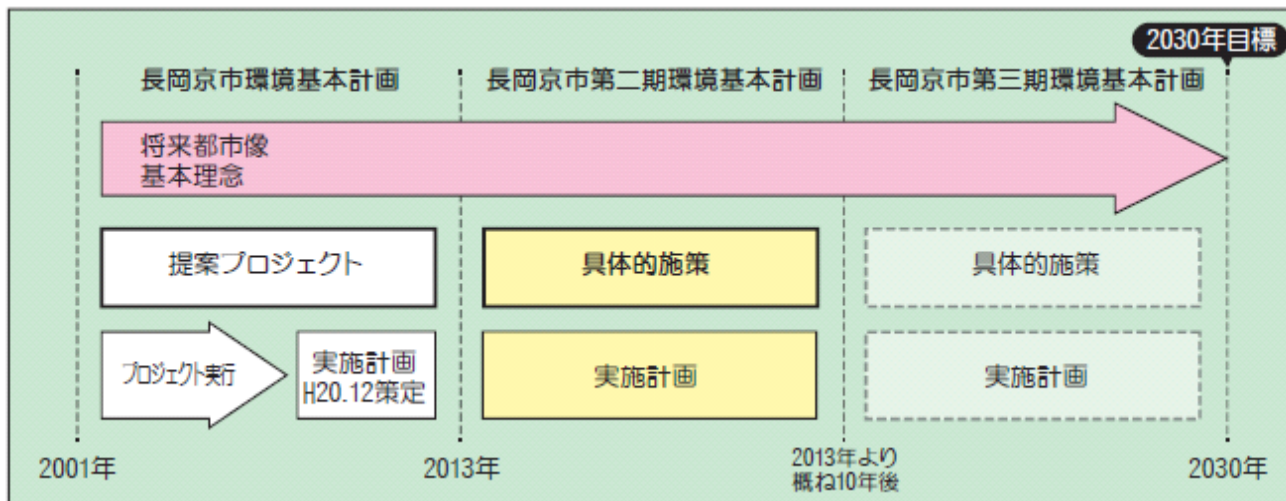 2030年目標
長岡京市環境基本計画
長岡京市第二期環境基本計画
長岡京市第三期環境基本計画
将来都市像
基本理念
提案プロジェクト
具体的施策
具体的施策
プロジェクト実行
実施計画
H20.12策定
実施計画
実施計画
2001年
2013年
2013年より
概ね10年後
2030年